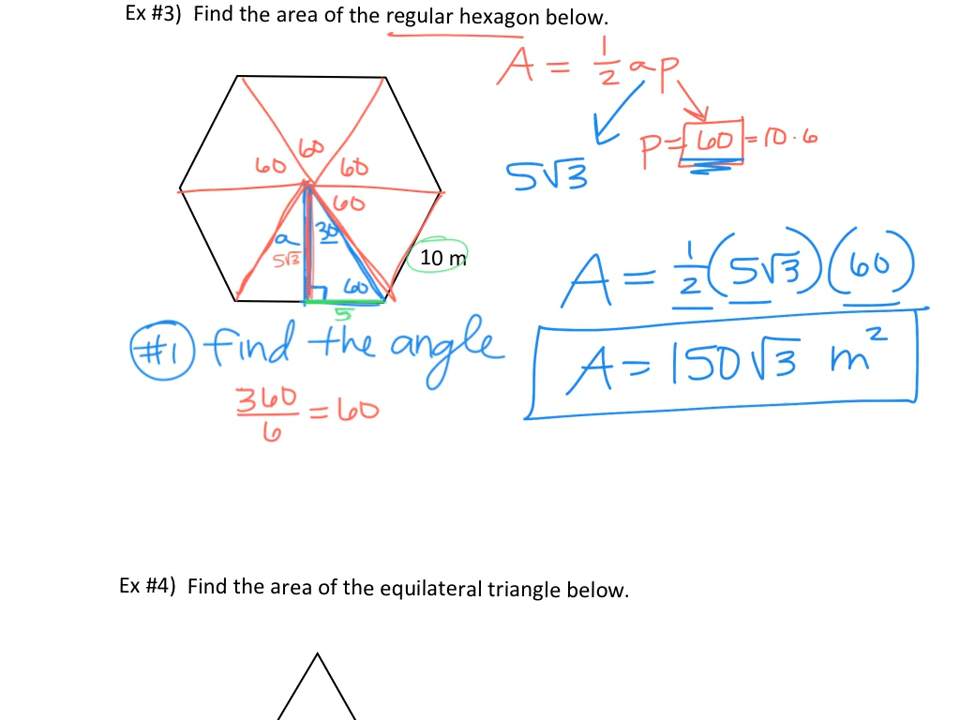 Ex #3) Find the area of the regular hexagon below.
A = 1/2 a p
P = 60 = 10 · 6
5√3
60
60 60
60
a 30
5√3
60
10 m
5
A = 1/2 (5√3)(60)
A = 150√3 m²
#1 find the angle
360/6 = 60
Ex #4) Find the area of the equilateral triangle below.